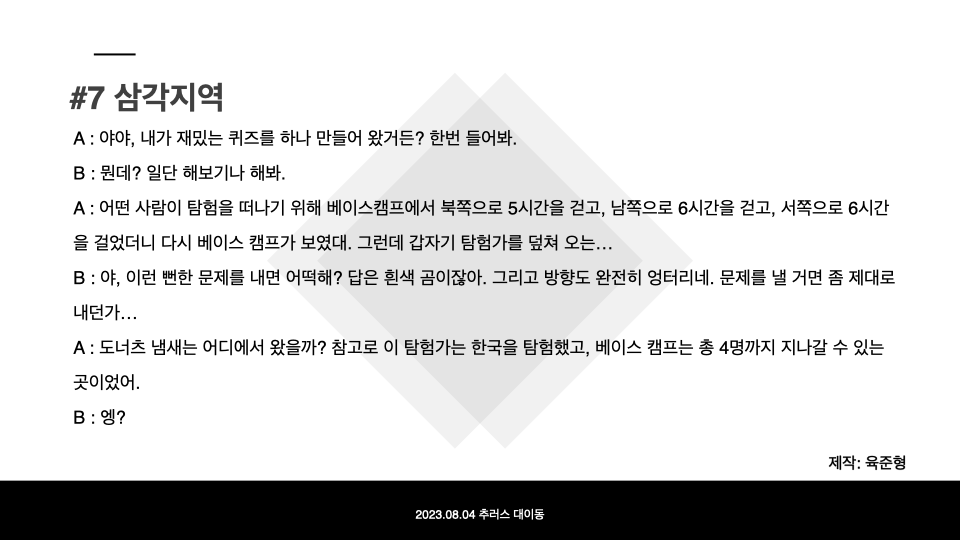 #7 삼각지역
A : 야야, 내가 재밌는 퀴즈를 하나 만들어 왔거든? 한번 들어봐.
B : 뭔데? 일단 해보기나 해봐.
A : 어떤 사람이 탐험을 떠나기 위해 베이스캠프에서 북쪽으로 5시간을 걷고, 남쪽으로 6시간을 걷고, 서쪽으로 6시간
을 걸었더니 다시 베이스 캠프가 보였대. 그런데 갑자기 탐험가를 덮쳐 오는…
B : 야, 이런 뻔한 문제를 내면 어떡해? 답은 흰색 곰이잖아. 그리고 방향도 완전히 엉터리네. 문제를 낼 거면 좀 제대로
내던가…
A : 도너츠 냄새는 어디에서 왔을까? 참고로 이 탐험가는 한국을 탐험했고, 베이스 캠프는 총 4명까지 지나갈 수 있는
곳이었어.
B : 엥?
제작: 육준형
2023.08.04 추러스 대이동